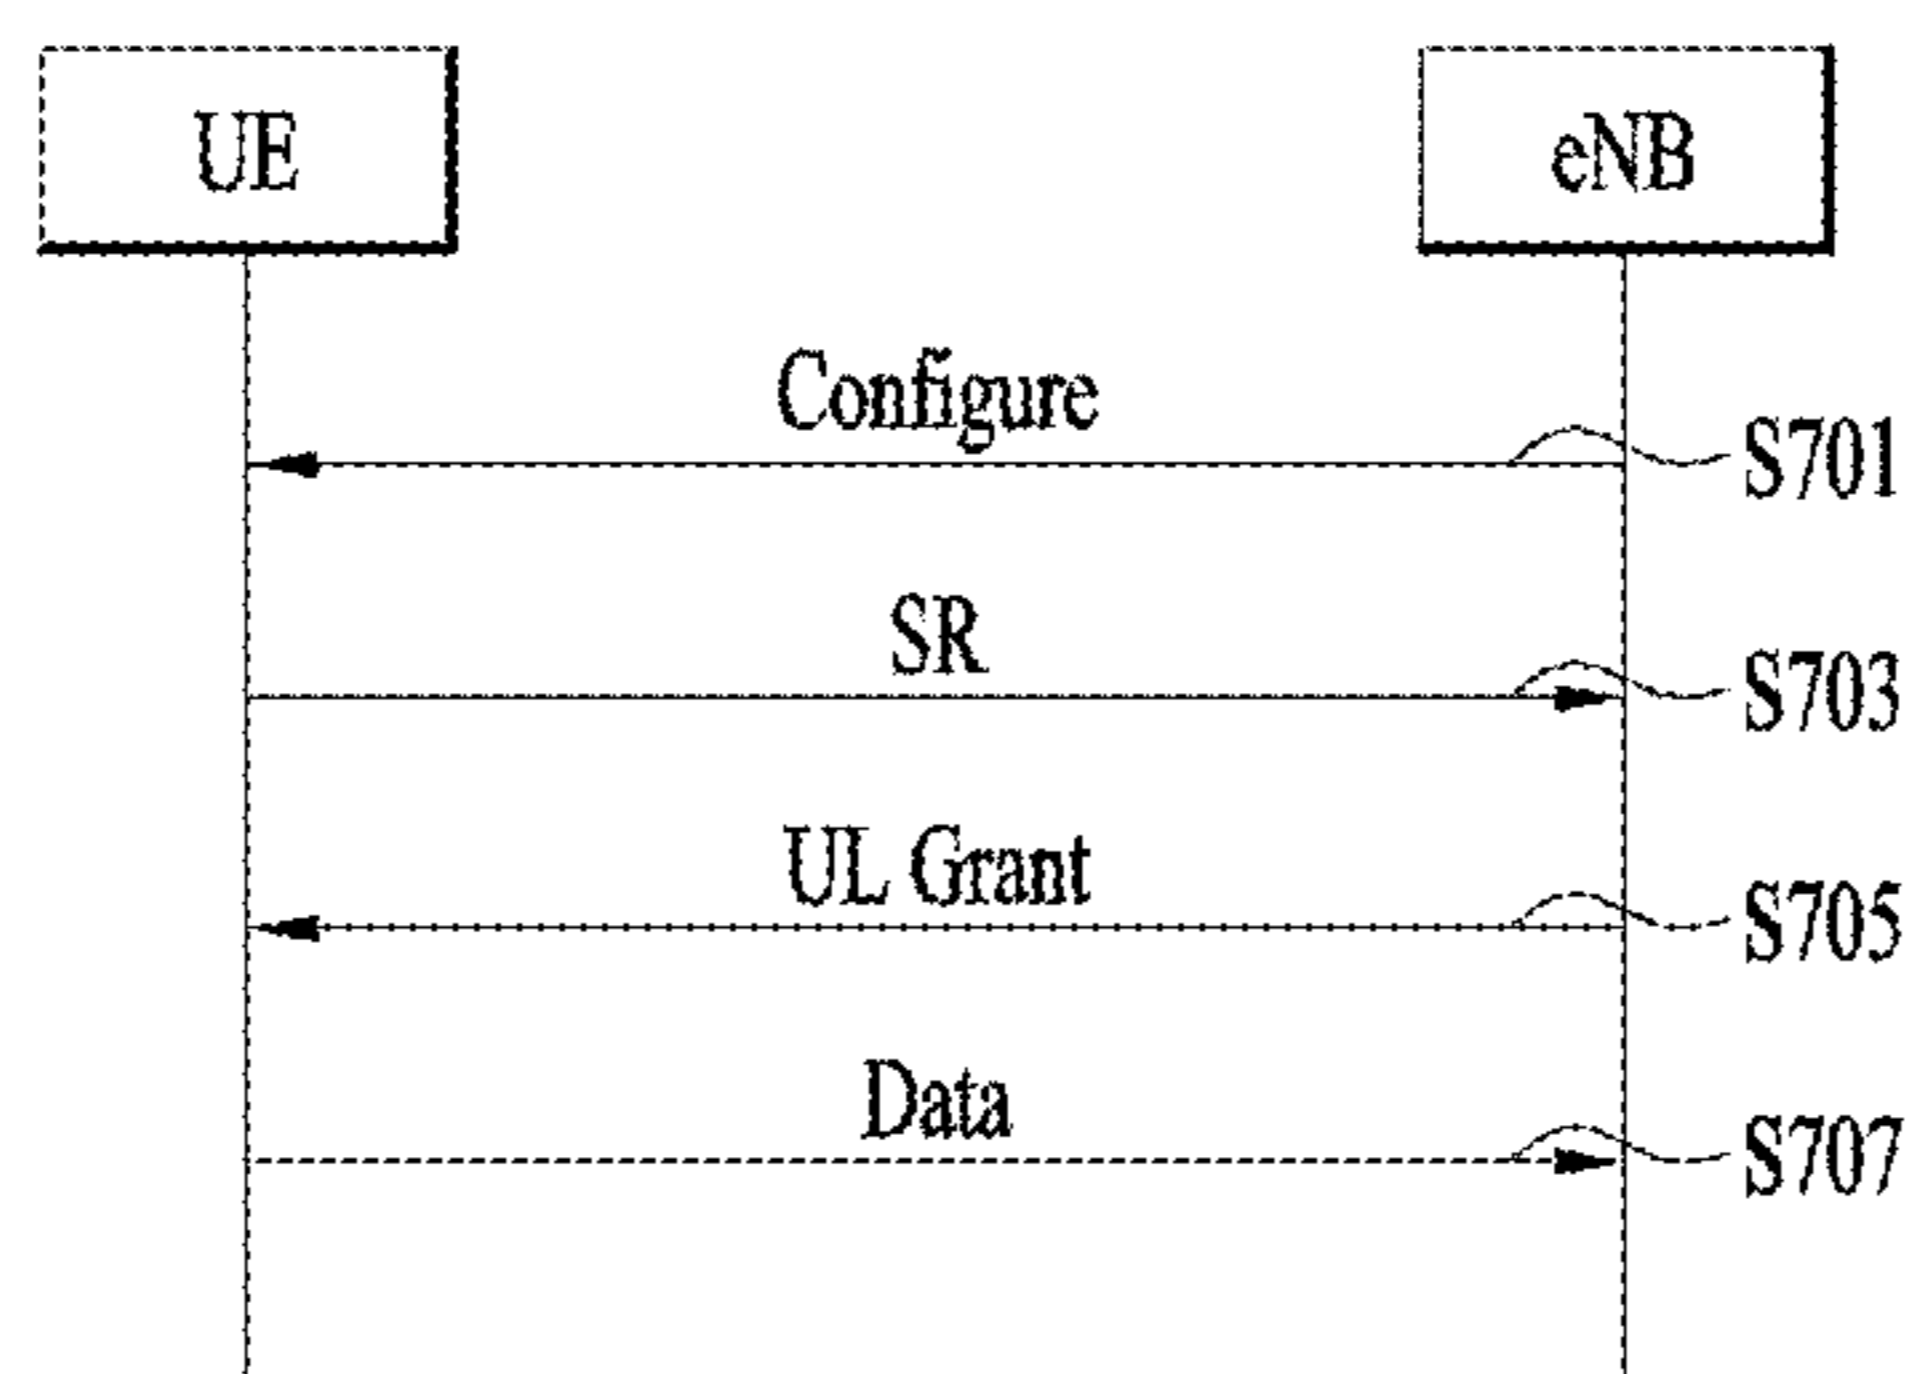 UE
eNB
Configure
S701
SR
S703
UL Grant
S705
Data
S707